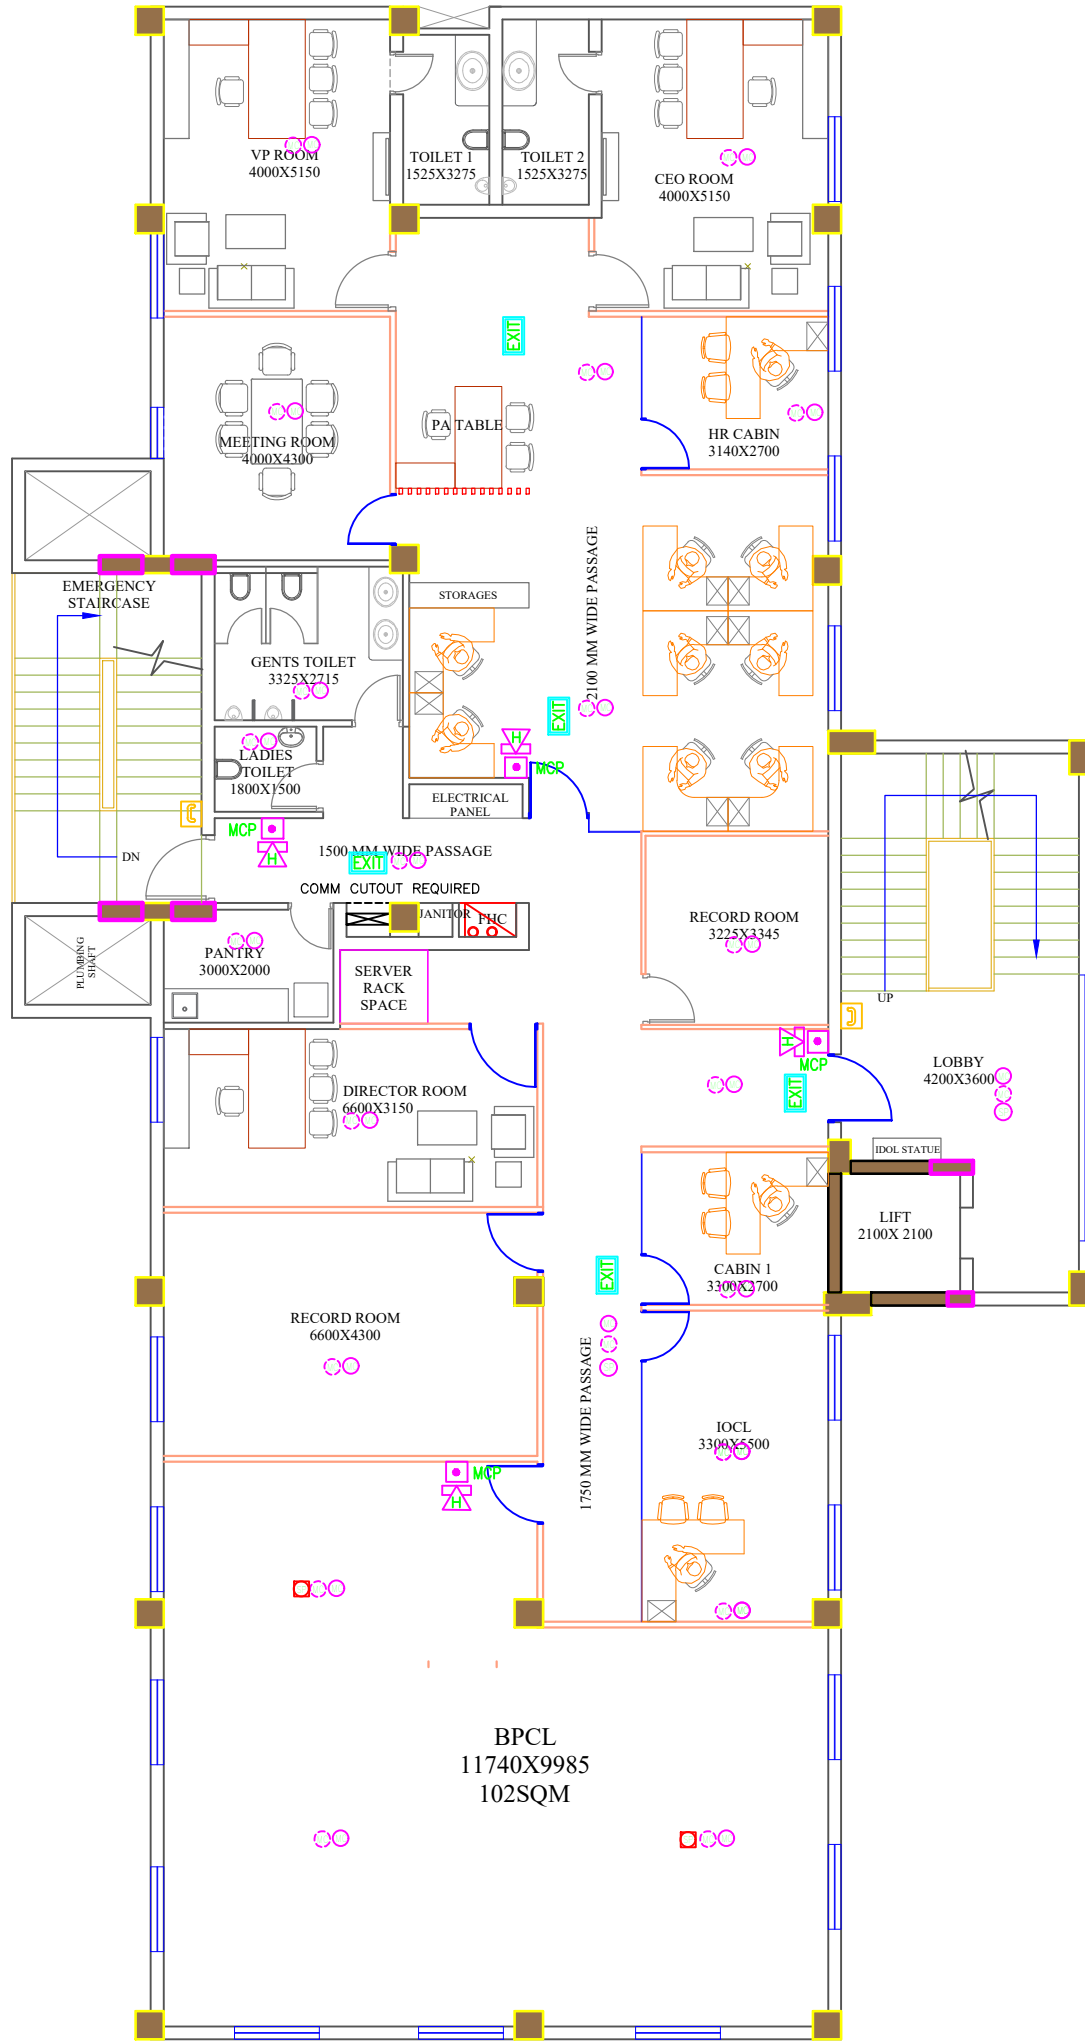 VP ROOM
4000X5150
TOILET 1
1525X3275
TOILET 2
1525X3275
CEO ROOM
4000X5150
EXIT
MEETING ROOM
4000X4300
PA TABLE
HR CABIN
3140X2700
EMERGENCY
STAIRCASE
STORAGES
2100 MM WIDE PASSAGE
GENTS TOILET
3325X2715
EXIT
H
MCP
LADIES
TOILET
1800X1500
ELECTRICAL
PANEL
MCP
H
DN
1500 MM WIDE PASSAGE
EXIT
COMM CUTOUT REQUIRED
JANITOR
FHC
RECORD ROOM
3225X3345
PLUMBING
SHAFT
PANTRY
3000X2000
SERVER
RACK
SPACE
UP
H
MCP
EXIT
LOBBY
4200X3600
DIRECTOR ROOM
6600X3150
IDOL STATUE
LIFT
2100X 2100
CABIN 1
3300X2700
EXIT
RECORD ROOM
6600X4300
1750 MM WIDE PASSAGE
IOCL
3300X5500
MCP
H
BPCL
11740X9985
102SQM